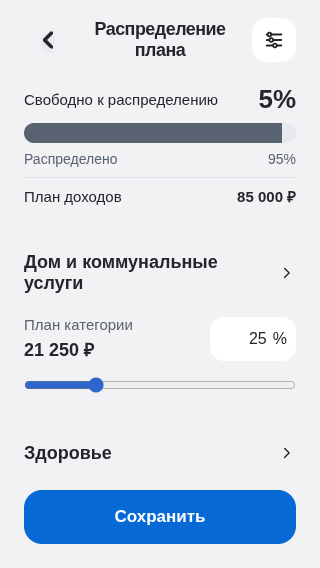 Распределение
плана
Свободно к распределению 5%
Распределено 95%
План доходов 85 000 ₽
Дом и коммунальные
услуги
План категории
21 250 ₽
25 %
Здоровье
Сохранить